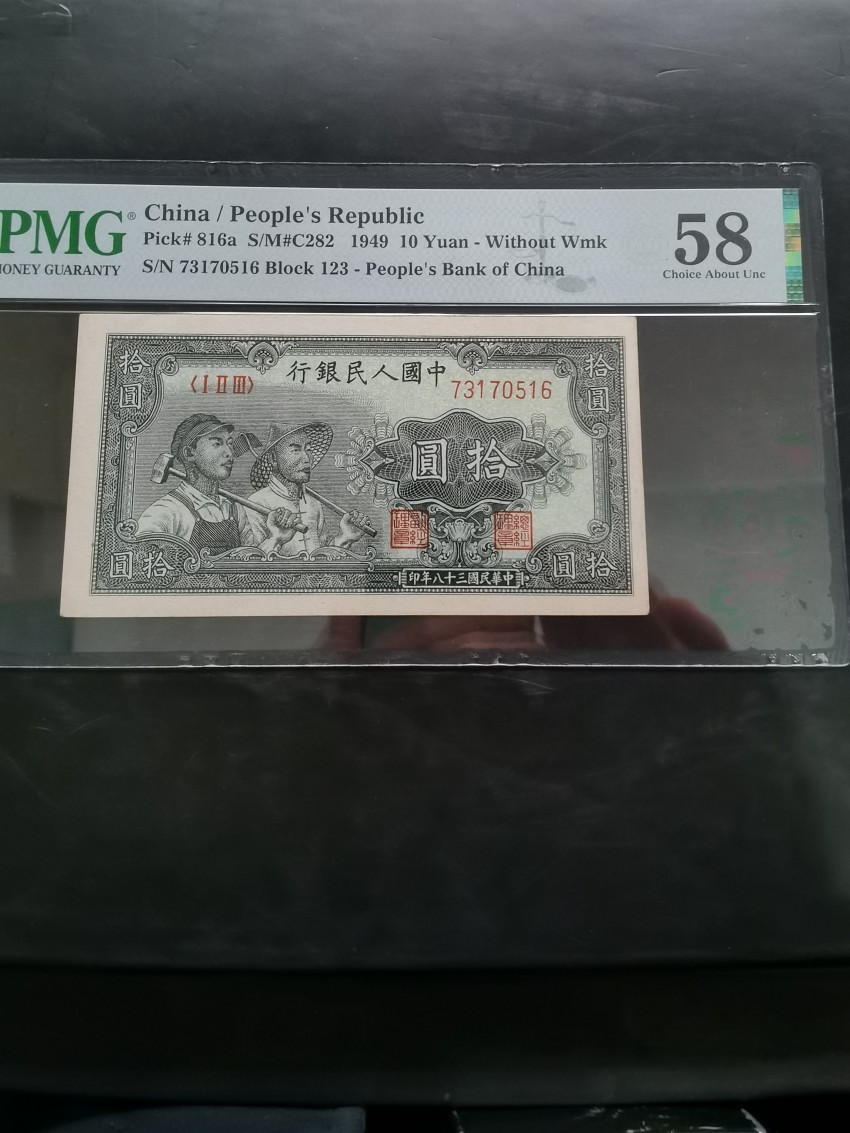 PMG®
MONEY GUARANTY
China / People's Republic
Pick# 816a S/M#C282 1949 10 Yuan - Without Wmk
S/N 73170516 Block 123 - People's Bank of China
58
Choice About Unc
拾圓
行銀民人國中
拾圓
〈I II III〉
73170516
圓拾
圓拾
印年八十三國民華中
圓拾